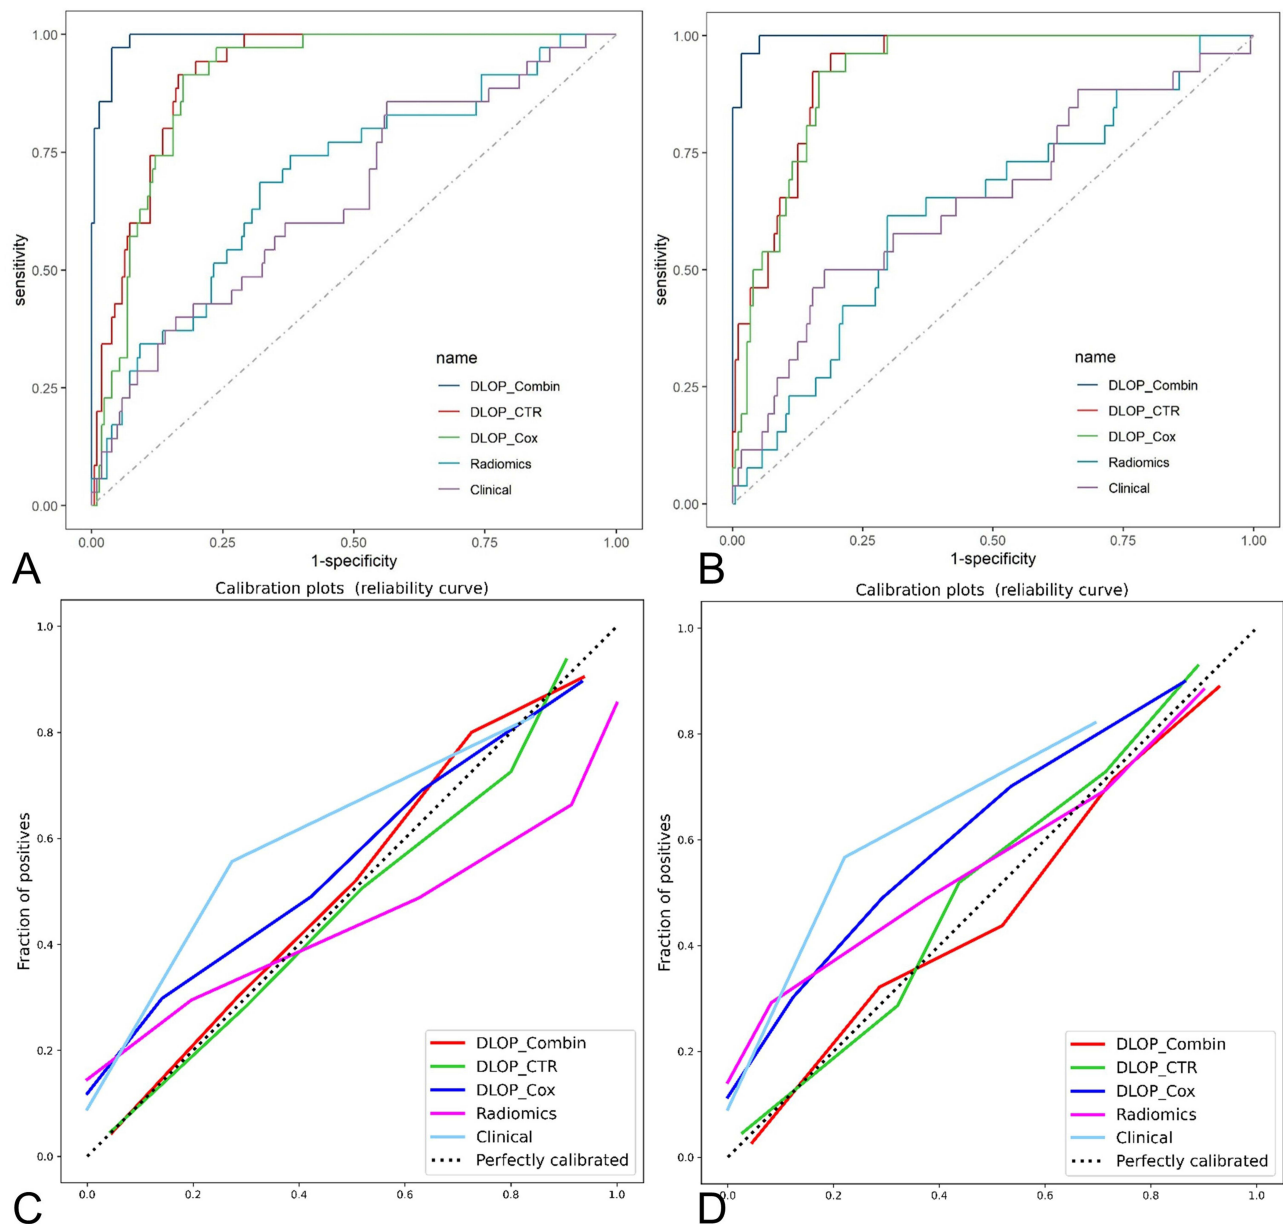 1.00
0.75
0.50
0.25
0.00
sensitivity
name
DLOP_Combin
DLOP_CTR
DLOP_Cox
Radiomics
Clinical
0.00 0.25 0.50 0.75 1.00
1-specificity
A
1.00
0.75
0.50
0.25
0.00
sensitivity
name
DLOP_Combin
DLOP_CTR
DLOP_Cox
Radiomics
Clinical
0.00 0.25 0.50 0.75 1.00
1-specificity
B
Calibration plots (reliability curve)
1.0
0.8
0.6
0.4
0.2
0.0
Fraction of positives
DLOP_Combin
DLOP_CTR
DLOP_Cox
Radiomics
Clinical
Perfectly calibrated
0.0 0.2 0.4 0.6 0.8 1.0
C
Calibration plots (reliability curve)
1.0
0.8
0.6
0.4
0.2
0.0
Fraction of positives
DLOP_Combin
DLOP_CTR
DLOP_Cox
Radiomics
Clinical
Perfectly calibrated
0.0 0.2 0.4 0.6 0.8 1.0
D